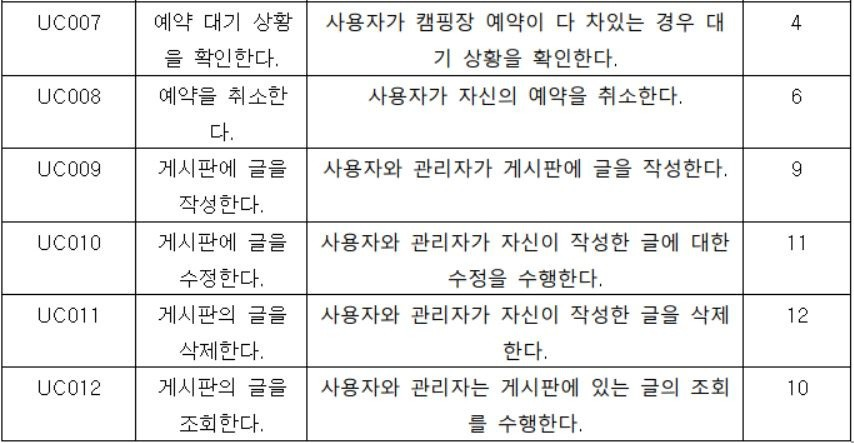 UC007 예약 대기 상황 사용자가 캠핑장 예약이 다 차있는 경우 대 4
을 확인한다. 기 상황을 확인한다.
UC008 예약을 취소한 사용자가 자신의 예약을 취소한다. 6
다.
UC009 게시판에 글을 사용자와 관리자가 게시판에 글을 작성한다. 9
작성한다.
UC010 게시판에 글을 사용자와 관리자가 자신이 작성한 글에 대한 11
수정한다. 수정을 수행한다.
UC011 게시판의 글을 사용자와 관리자가 자신이 작성한 글을 삭제 12
삭제한다. 한다.
UC012 게시판의 글을 사용자와 관리자는 게시판에 있는 글의 조회 10
조회한다. 를 수행한다.